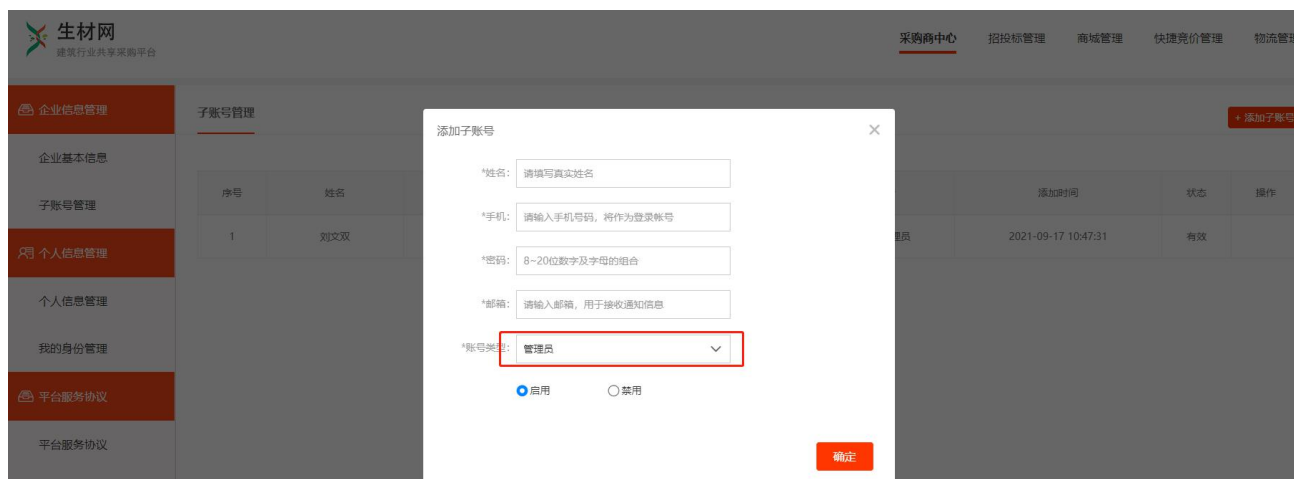 生材网
建筑行业共享采购平台
采购商中心 招投标管理 商城管理 快捷竞价管理 物流管理
企业信息管理
企业基本信息
子账号管理
个人信息管理
个人信息管理
我的身份管理
平台服务协议
平台服务协议
子账号管理
+ 添加子账号
序号 姓名 添加时间 状态 操作
1 刘文双 理员 2021-09-17 10:47:31 有效
添加子账号
*姓名: 请填写真实姓名
*手机: 请输入手机号码，将作为登录帐号
*密码: 8~20位数字及字母的组合
*邮箱: 请输入邮箱，用于接收通知信息
*账号类型: 管理员
启用 禁用
确定